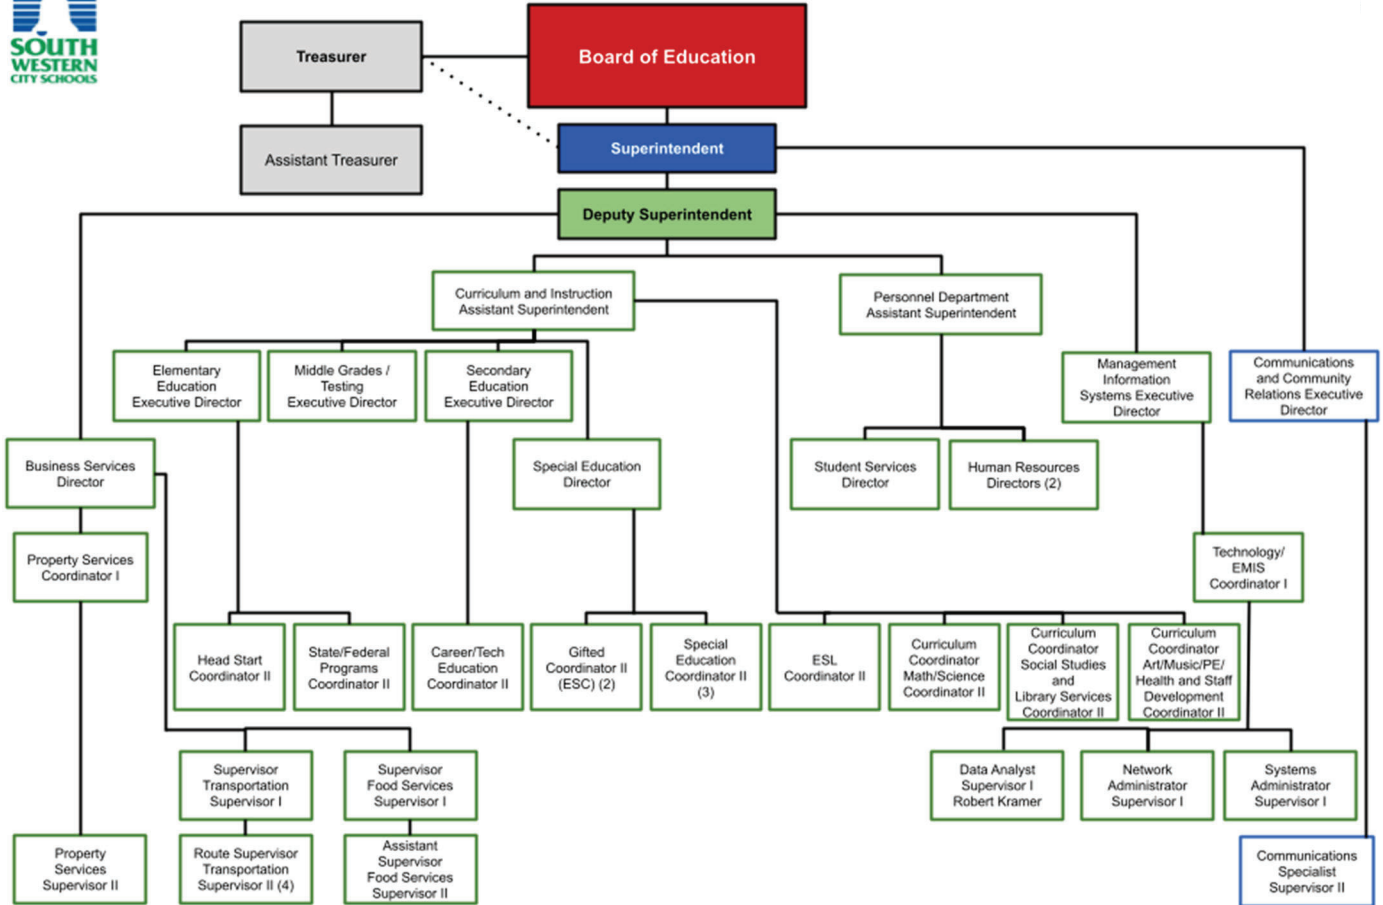 SOUTH
WESTERN
CITY SCHOOLS
Treasurer
Board of Education
Assistant Treasurer
Superintendent
Deputy Superintendent
Curriculum and Instruction
Assistant Superintendent
Personnel Department
Assistant Superintendent
Elementary
Education
Executive Director
Middle Grades /
Testing
Executive Director
Secondary
Education
Executive Director
Management
Information
Systems Executive
Director
Communications
and Community
Relations Executive
Director
Business Services
Director
Special Education
Director
Student Services
Director
Human Resources
Directors (2)
Property Services
Coordinator I
Technology/
EMIS
Coordinator I
Head Start
Coordinator II
State/Federal
Programs
Coordinator II
Career/Tech
Education
Coordinator II
Gifted
Coordinator II
(ESC) (2)
Special
Education
Coordinator II
(3)
ESL
Coordinator II
Curriculum
Coordinator
Math/Science
Coordinator II
Curriculum
Coordinator
Social Studies
and
Library Services
Coordinator II
Curriculum
Coordinator
Art/Music/PE/
Health and Staff
Development
Coordinator II
Supervisor
Transportation
Supervisor I
Supervisor
Food Services
Supervisor I
Data Analyst
Supervisor I
Robert Kramer
Network
Administrator
Supervisor I
Systems
Administrator
Supervisor I
Property
Services
Supervisor II
Route Supervisor
Transportation
Supervisor II (4)
Assistant
Supervisor
Food Services
Supervisor II
Communications
Specialist
Supervisor II